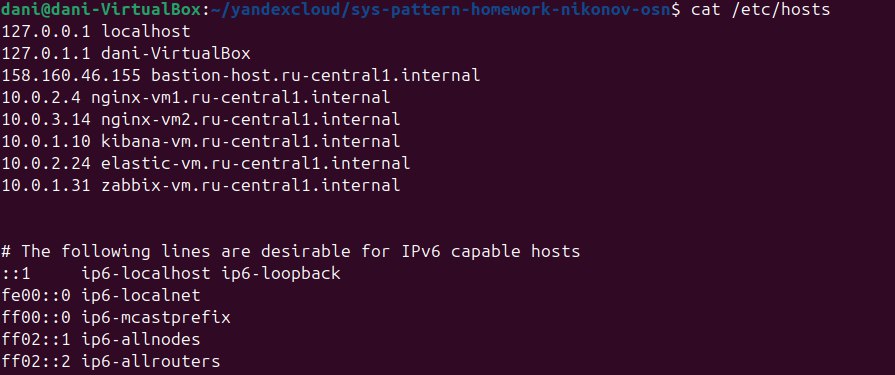 dani@dani-VirtualBox:~/yandexcloud/sys-pattern-homework-nikonov-osn$ cat /etc/hosts
127.0.0.1 localhost
127.0.1.1 dani-VirtualBox
158.160.46.155 bastion-host.ru-central1.internal
10.0.2.4 nginx-vm1.ru-central1.internal
10.0.3.14 nginx-vm2.ru-central1.internal
10.0.1.10 kibana-vm.ru-central1.internal
10.0.2.24 elastic-vm.ru-central1.internal
10.0.1.31 zabbix-vm.ru-central1.internal
# The following lines are desirable for IPv6 capable hosts
::1     ip6-localhost ip6-loopback
fe00::0 ip6-localnet
ff00::0 ip6-mcastprefix
ff02::1 ip6-allnodes
ff02::2 ip6-allrouters